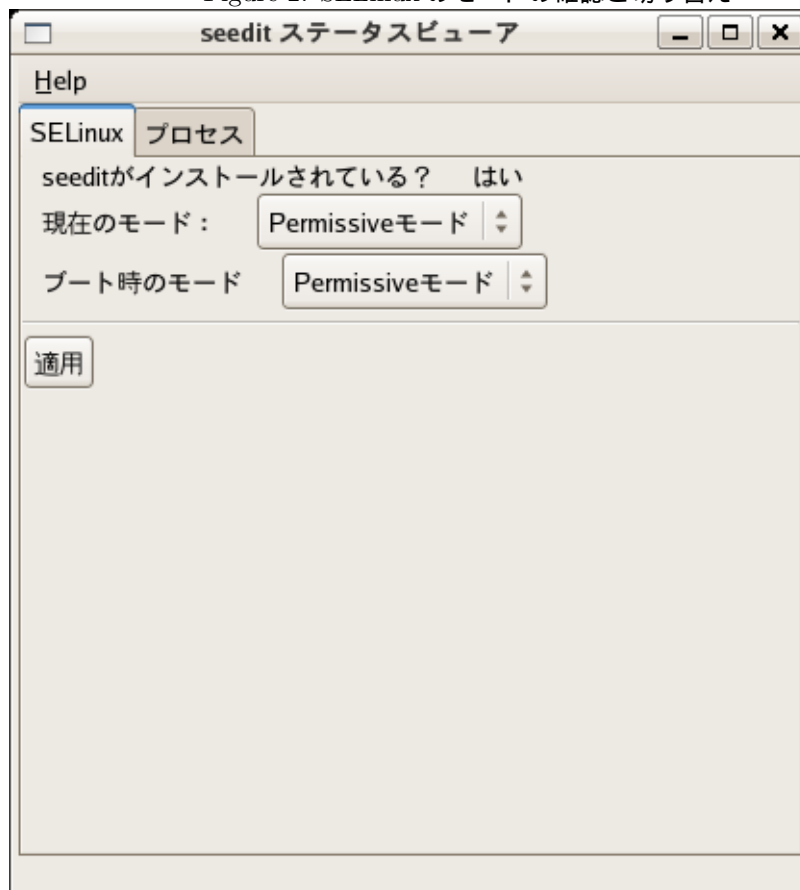 seedit ステータスビューア
Help
SELinux プロセス
seeditがインストールされている? はい
現在のモード: Permissiveモード
ブート時のモード Permissiveモード
適用